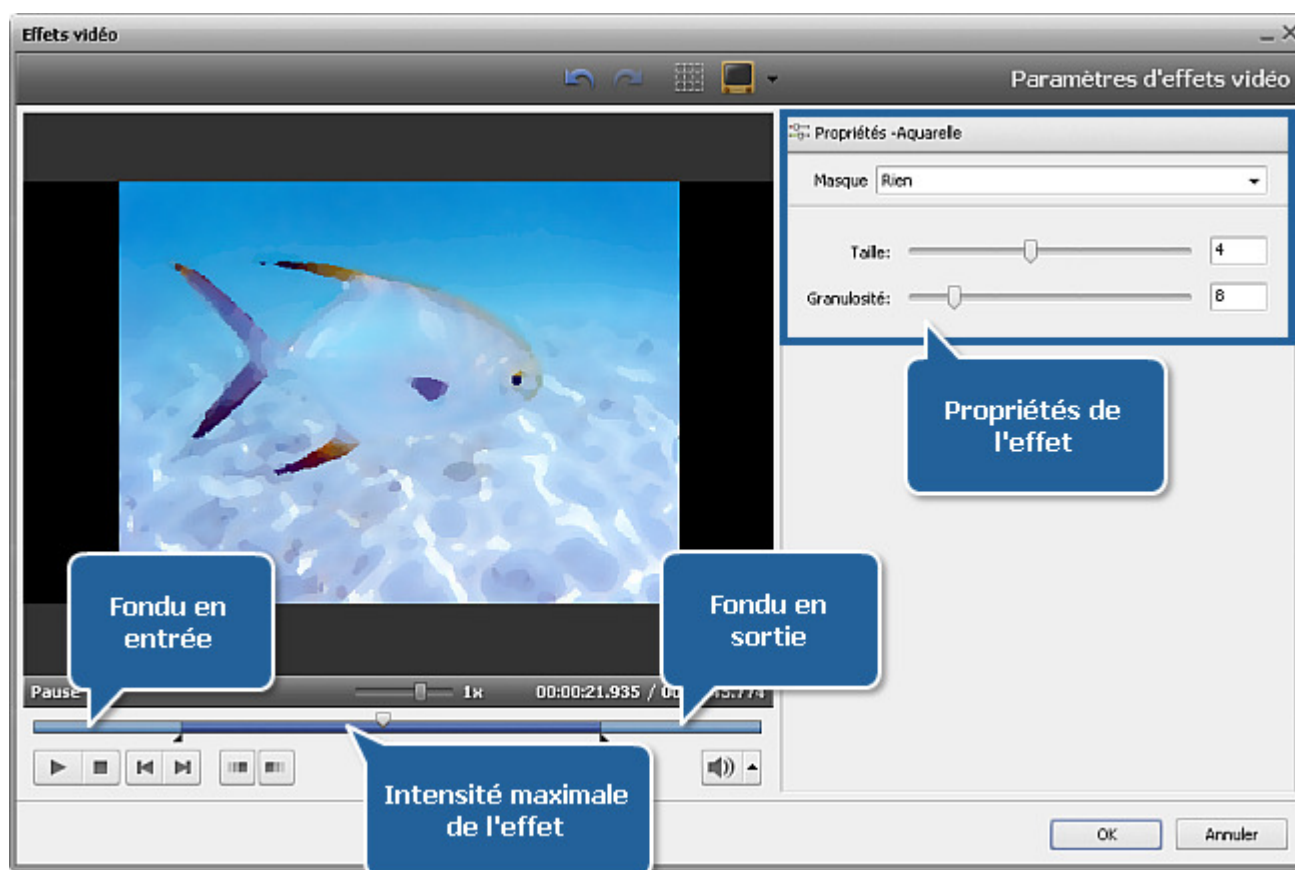 Effets vidéo
Paramètres d'effets vidéo
Propriétés -Aquarelle
Masque Rien
Taille: 4
Granulosité: 8
Propriétés de
l'effet
Fondu en
entrée
Fondu en
sortie
Pause 1x 00:00:21.935 /
Intensité maximale
de l'effet
OK Annuler